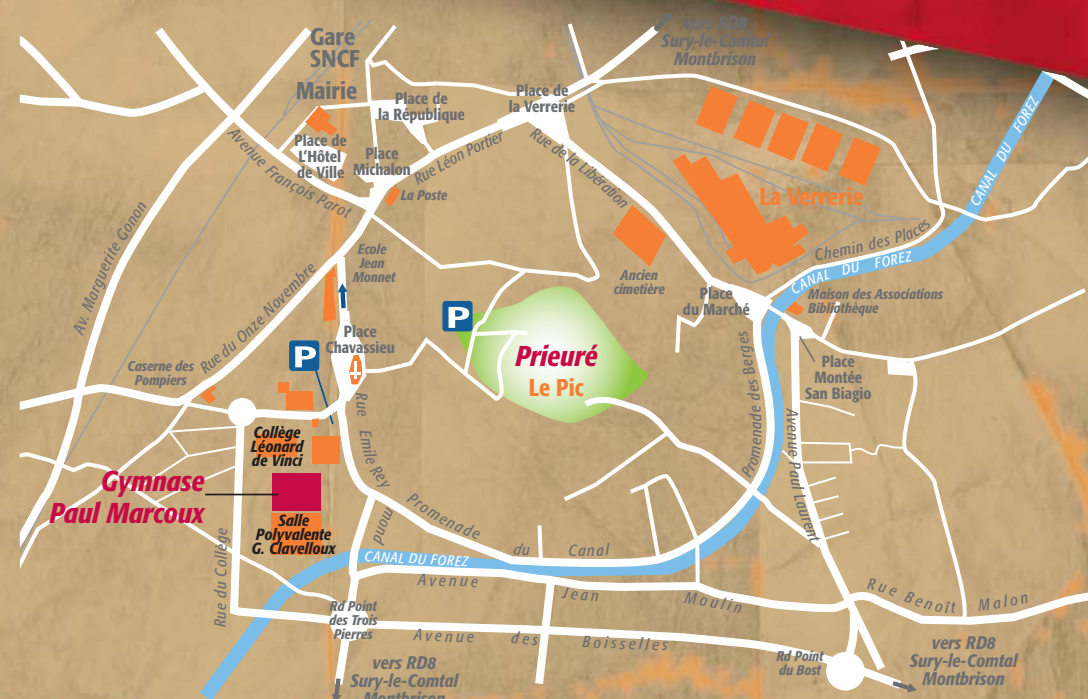 Gare
SNCF
Mairie
vers RD8
Sury-le-Comtal
Montbrison
Place de
la République
Place de
la Verrerie
Place de
L'Hôtel
de Ville
Place
Michalon
Avenue François Parot
Rue Léon Portier
Rue de la Libération
La Poste
La Verrerie
CANAL DU FOREZ
Chemin des Places
CANAL DU FOREZ
Av. Marguerite Gonon
Ecole
Jean
Monnet
Ancien
cimetière
Place
du Marché
Maison des Associations
Bibliothèque
Rue du Onze Novembre
P
Place
Chavassieu
P
Prieuré
Le Pic
Caserne des
Pompiers
Place
Montée
San Biagio
Promenade des Berges
Avenue Paul Laurent
Rue Emile Rey
Collège
Léonard
de Vinci
Gymnase
Paul Marcoux
Salle
Polyvalente
G. Clavelloux
Rue du Collège
Promenade du Canal
CANAL DU FOREZ
Avenue Jean Moulin
Rue Benoît Malon
Rd Point
des Trois
Pierres
Avenue des Boisselles
Rd Point
du Bost
vers RD8
Sury-le-Comtal
Montbrison
vers RD8
Sury-le-Comtal
Montbrison